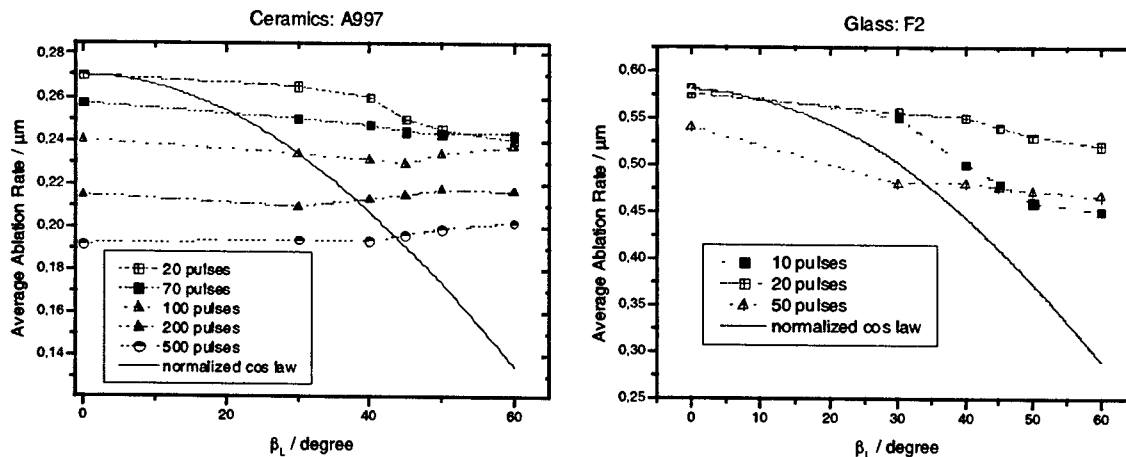 Ceramics: A997
Average Ablation Rate / µm
0,28
0,26
0,24
0,22
0,20
0,18
0,16
0,14
20 pulses
70 pulses
100 pulses
200 pulses
500 pulses
normalized cos law
0
20
40
60
β_L / degree
Glass: F2
Average Ablation Rate / µm
0,60
0,55
0,50
0,45
0,40
0,35
0,30
0,25
10 pulses
20 pulses
50 pulses
normalized cos law
0
10
20
30
40
50
60
β_L / degree